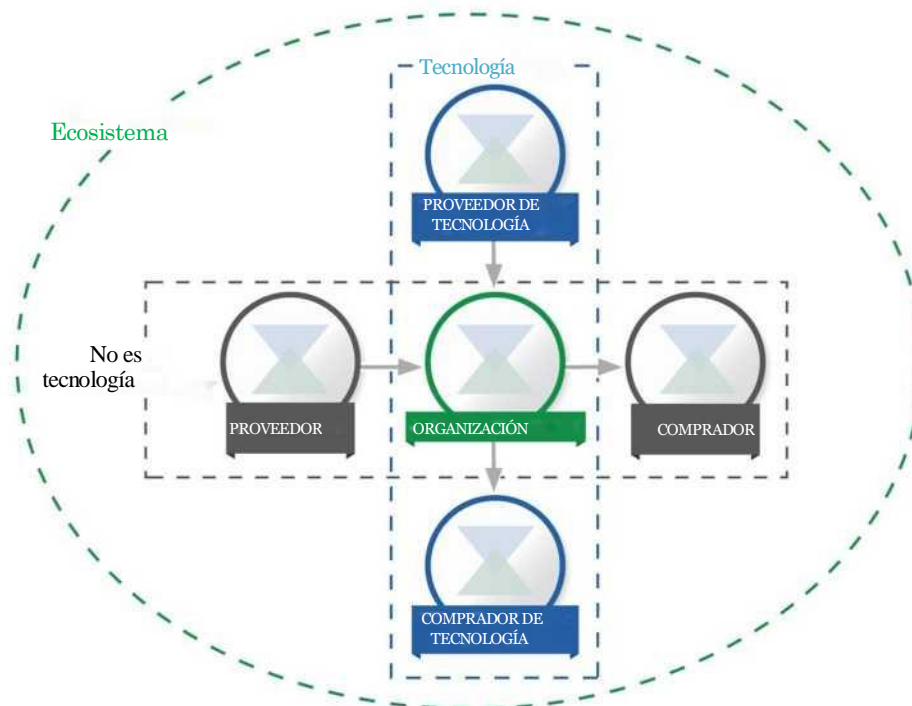 Tecnología
Ecosistema
PROVEEDOR DE
TECNOLOGÍA
No es
tecnología
PROVEEDOR
ORGANIZACIÓN
COMPRADOR
COMPRADOR DE
TECNOLOGÍA